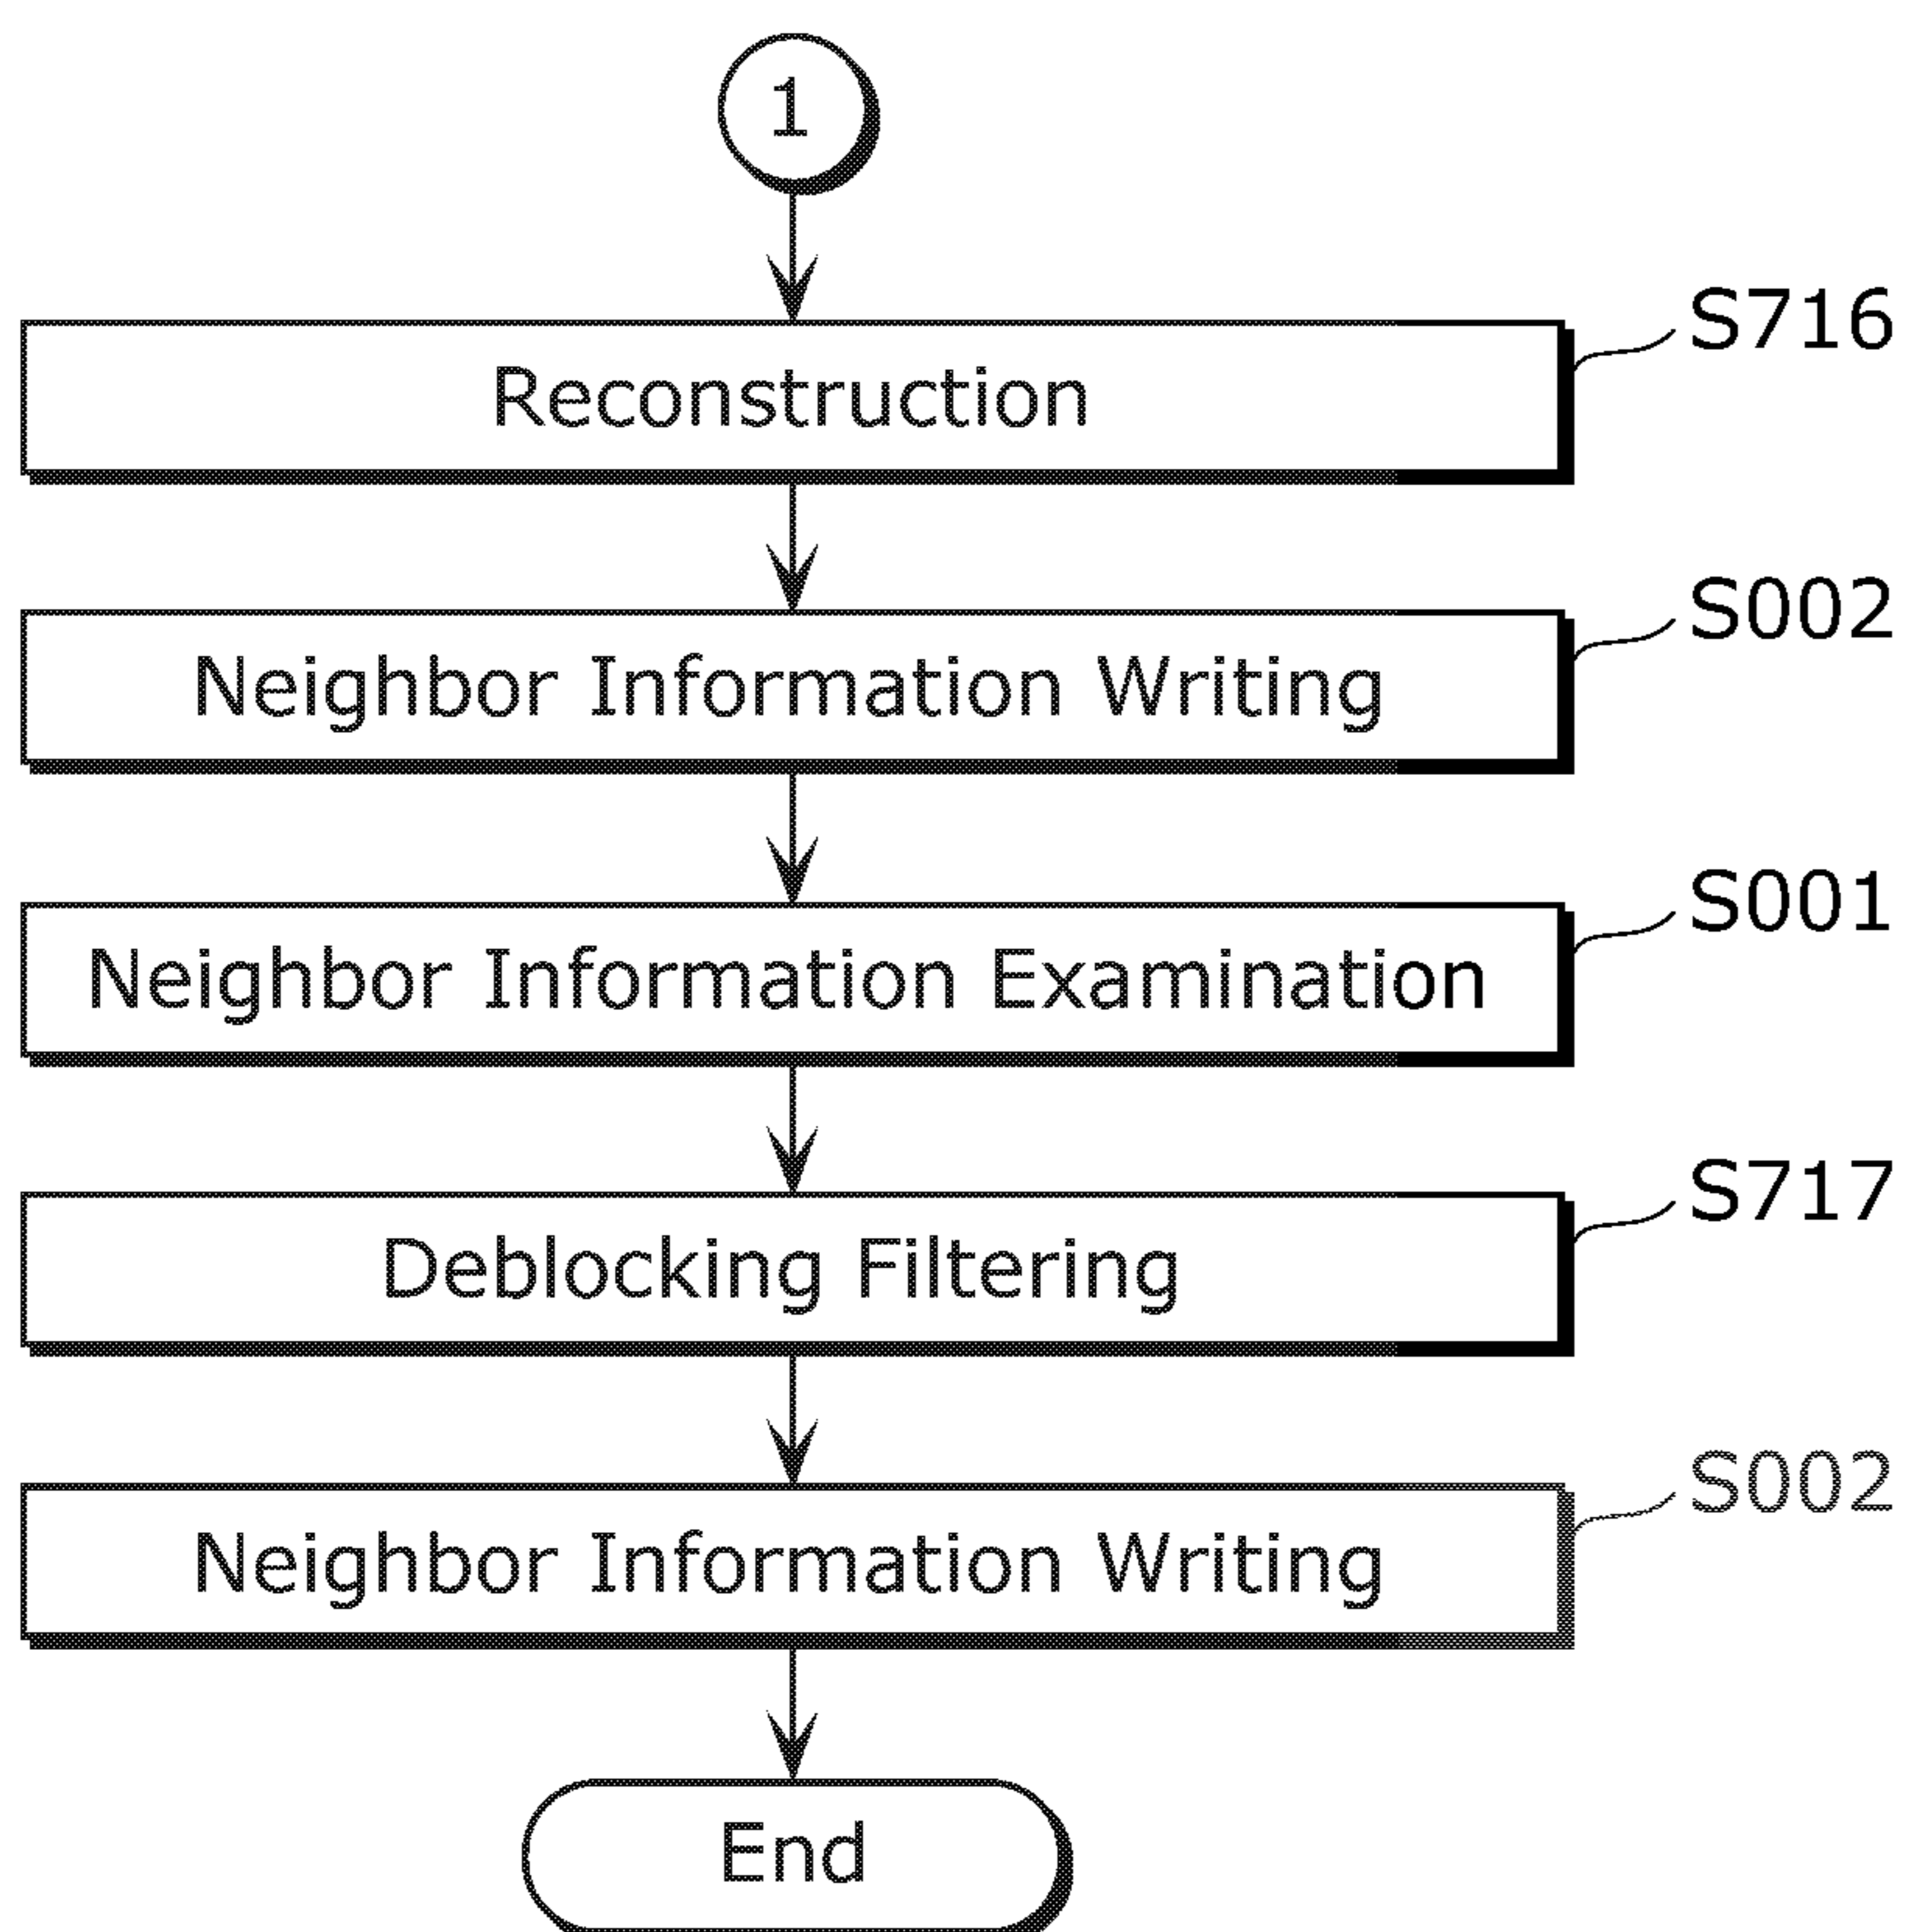 1
S716
Reconstruction
S002
Neighbor Information Writing
S001
Neighbor Information Examination
S717
Deblocking Filtering
S002
Neighbor Information Writing
End